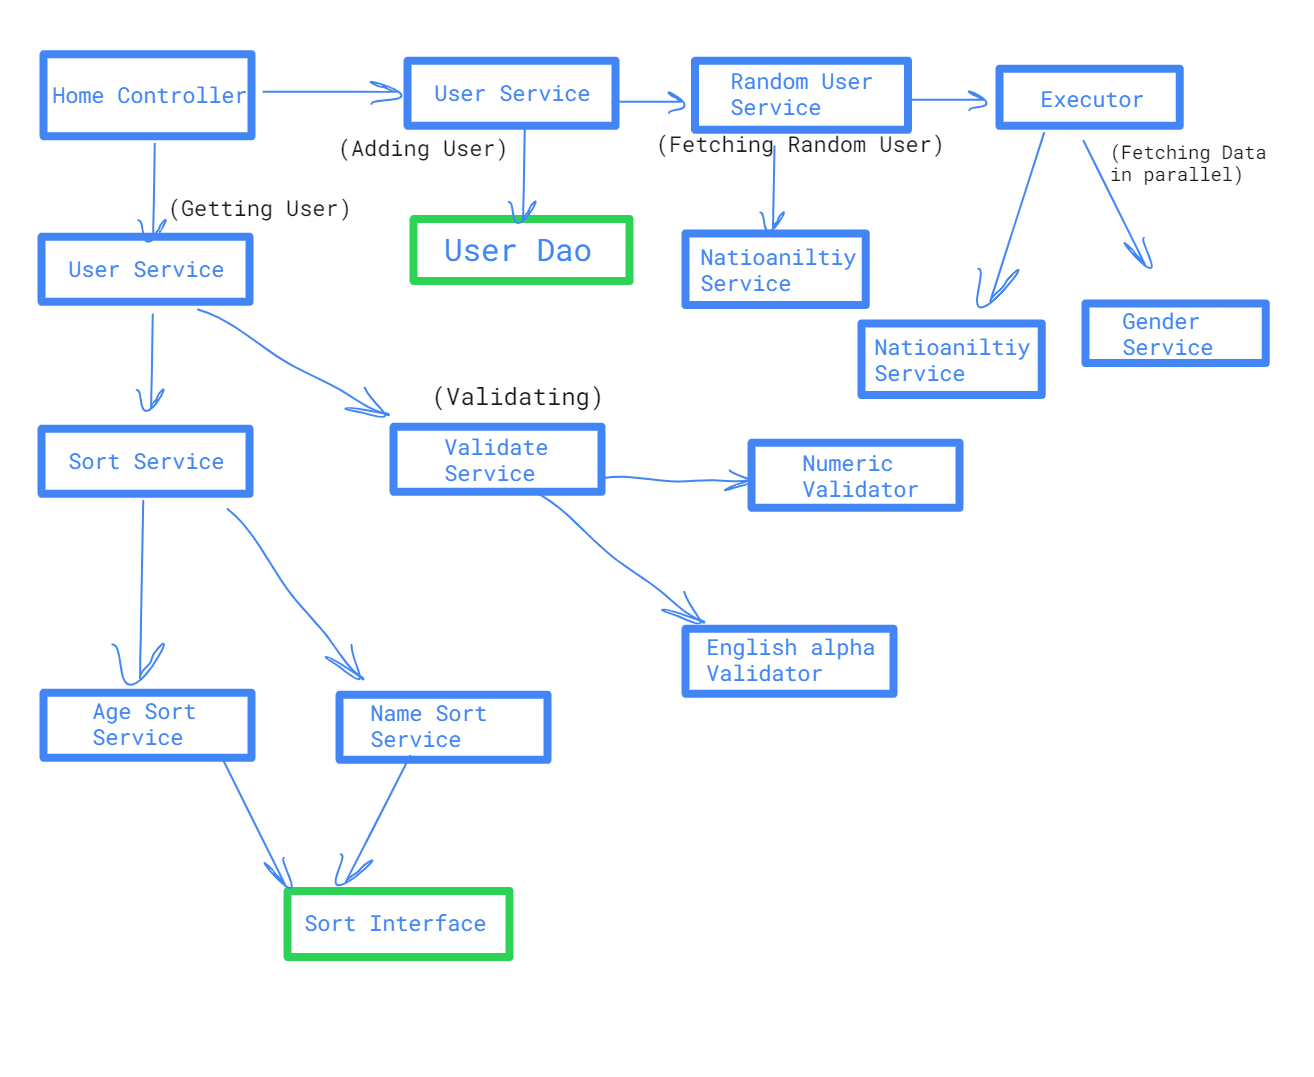 Home Controller
User Service
Random User
Service
Executor
(Adding User)
(Fetching Random User)
(Fetching Data
in parallel)
(Getting User)
User Service
User Dao
Natioaniltiy
Service
Natioaniltiy
Service
Gender
Service
(Validating)
Sort Service
Validate
Service
Numeric
Validator
English alpha
Validator
Age Sort
Service
Name Sort
Service
Sort Interface